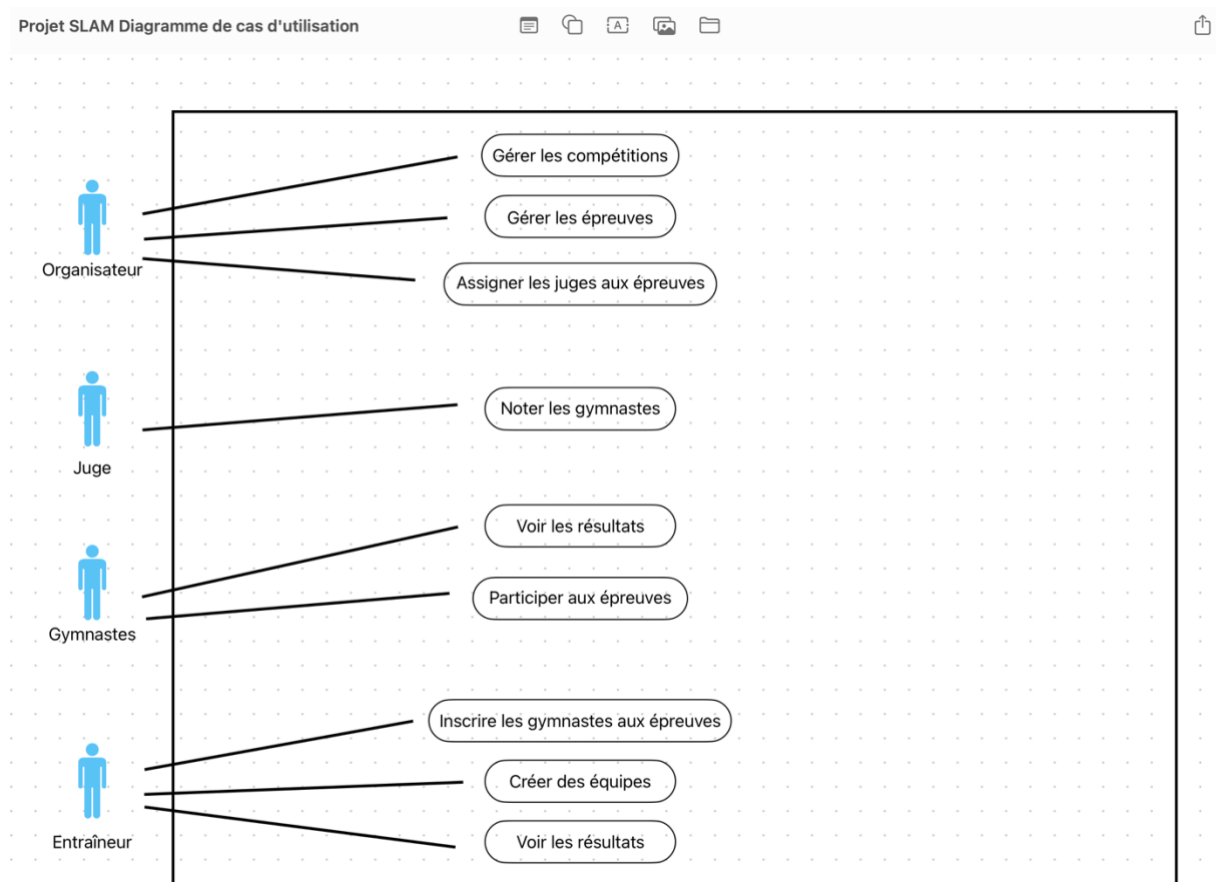 Projet SLAM Diagramme de cas d'utilisation
A
Gérer les compétitions
Gérer les épreuves
Organisateur
Assigner les juges aux épreuves
Noter les gymnastes
Juge
Voir les résultats
Participer aux épreuves
Gymnastes
Inscrire les gymnastes aux épreuves
Créer des équipes
Entraîneur
Voir les résultats